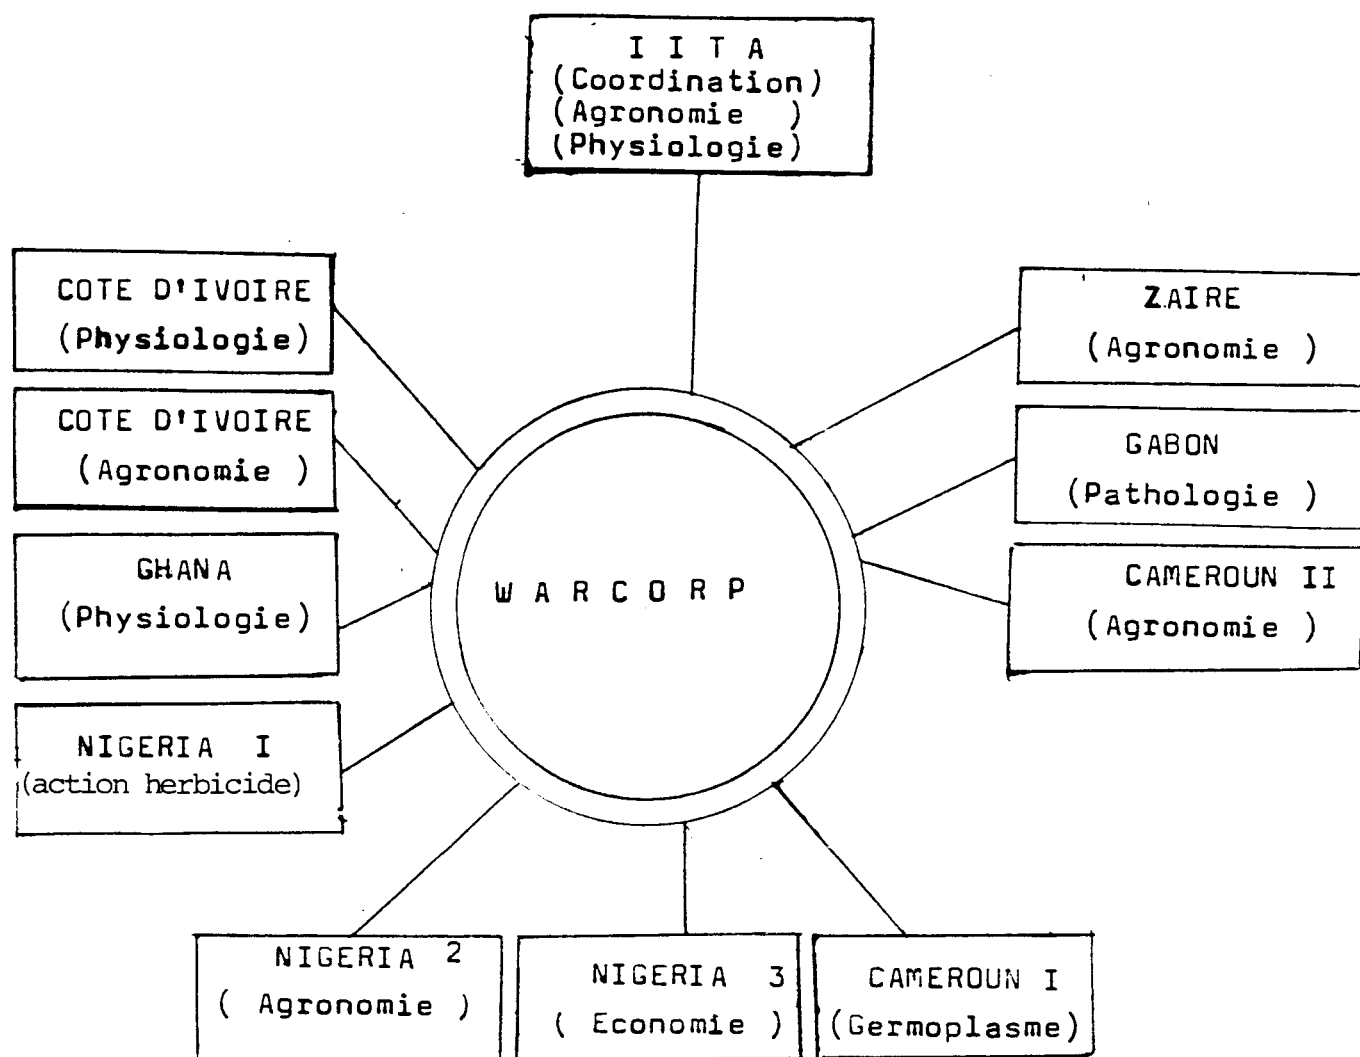 I I T A
(Coordination)
(Agronomie )
(Physiologie)
COTE D'IVOIRE
(Physiologie)
COTE D'IVOIRE
(Agronomie )
GHANA
(Physiologie)
NIGERIA I
(action herbicide)
W A R C O R P
ZAIRE
(Agronomie )
GABON
(Pathologie )
CAMEROUN II
(Agronomie )
NIGERIA 2
( Agronomie )
NIGERIA 3
( Economie )
CAMEROUN I
(Germoplasme)